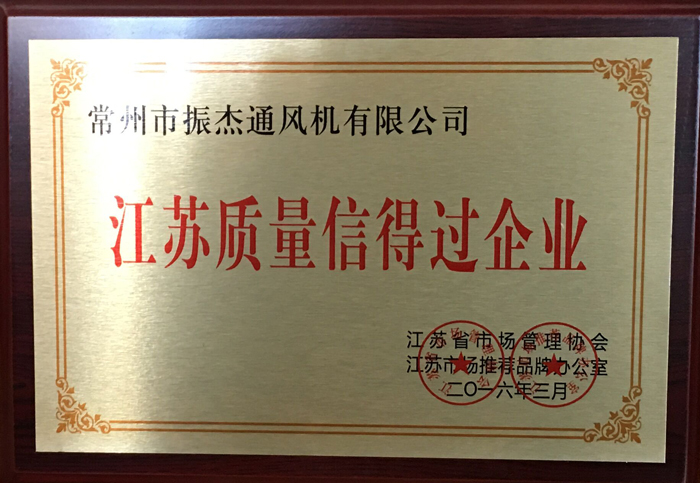 常州市振杰通风机有限公司
江苏质量信得过企业
江苏省市场管理协会
江苏市场推荐品牌办公室
二〇一六年三月